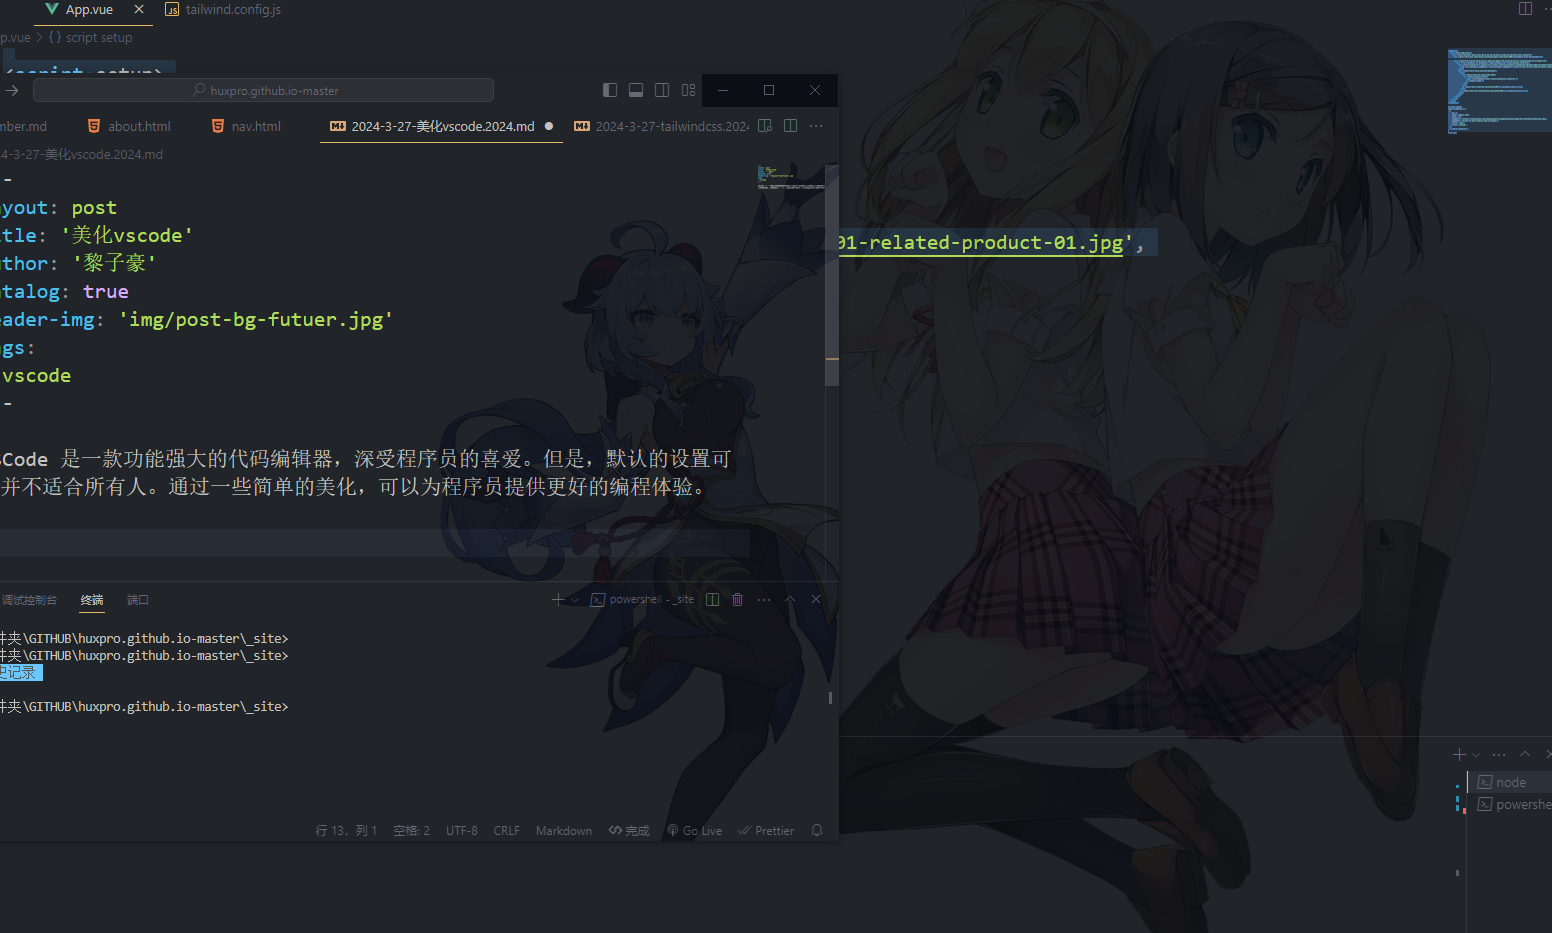 App.vue
tailwind.config.js
p.vue > {} script setup
<script setup>
huxpro.github.io-master
mber.md
about.html
nav.html
2024-3-27-美化vscode.2024.md
2024-3-27-tailwindcss.202
4-3-27-美化vscode.2024.md
-
yout: post
tle: '美化vscode'
thor: '黎子豪'
talog: true
ader-img: 'img/post-bg-futuer.jpg'
gs:
vscode
-
SCode 是一款功能强大的代码编辑器，深受程序员的喜爱。但是，默认的设置可
并不适合所有人。通过一些简单的美化，可以为程序员提供更好的编程体验。
01-related-product-01.jpg',
调试控制台
终端
端口
powershell - _site
件夹\GITHUB\huxpro.github.io-master\_site>
件夹\GITHUB\huxpro.github.io-master\_site>
史记录
件夹\GITHUB\huxpro.github.io-master\_site>
node
powershe
行 13，列 1
空格: 2
UTF-8
CRLF
Markdown
完成
Go Live
Prettier